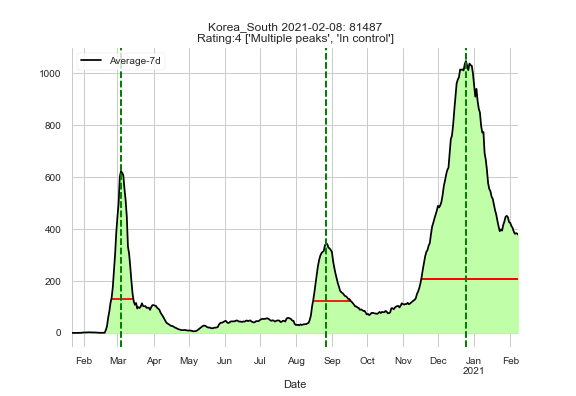 Korea_South 2021-02-08: 81487
Rating:4 ['Multiple peaks', 'In control']
Average-7d
1000
800
600
400
200
0
Feb Mar Apr May Jun Jul Aug Sep Oct Nov Dec Jan Feb
2021
Date